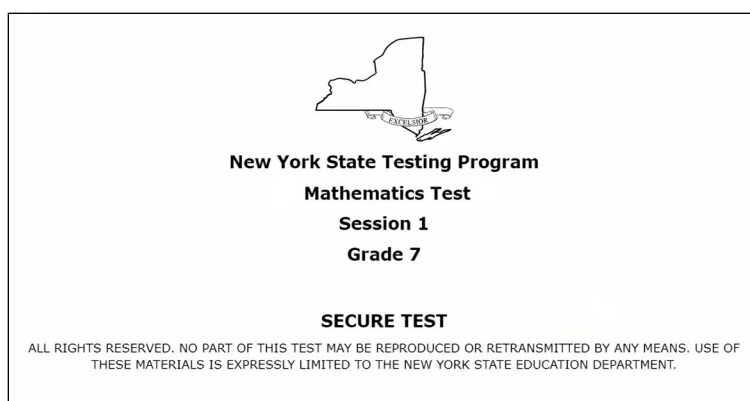 EXCELSIOR
New York State Testing Program
Mathematics Test
Session 1
Grade 7
SECURE TEST
ALL RIGHTS RESERVED. NO PART OF THIS TEST MAY BE REPRODUCED OR RETRANSMITTED BY ANY MEANS. USE OF
THESE MATERIALS IS EXPRESSLY LIMITED TO THE NEW YORK STATE EDUCATION DEPARTMENT.